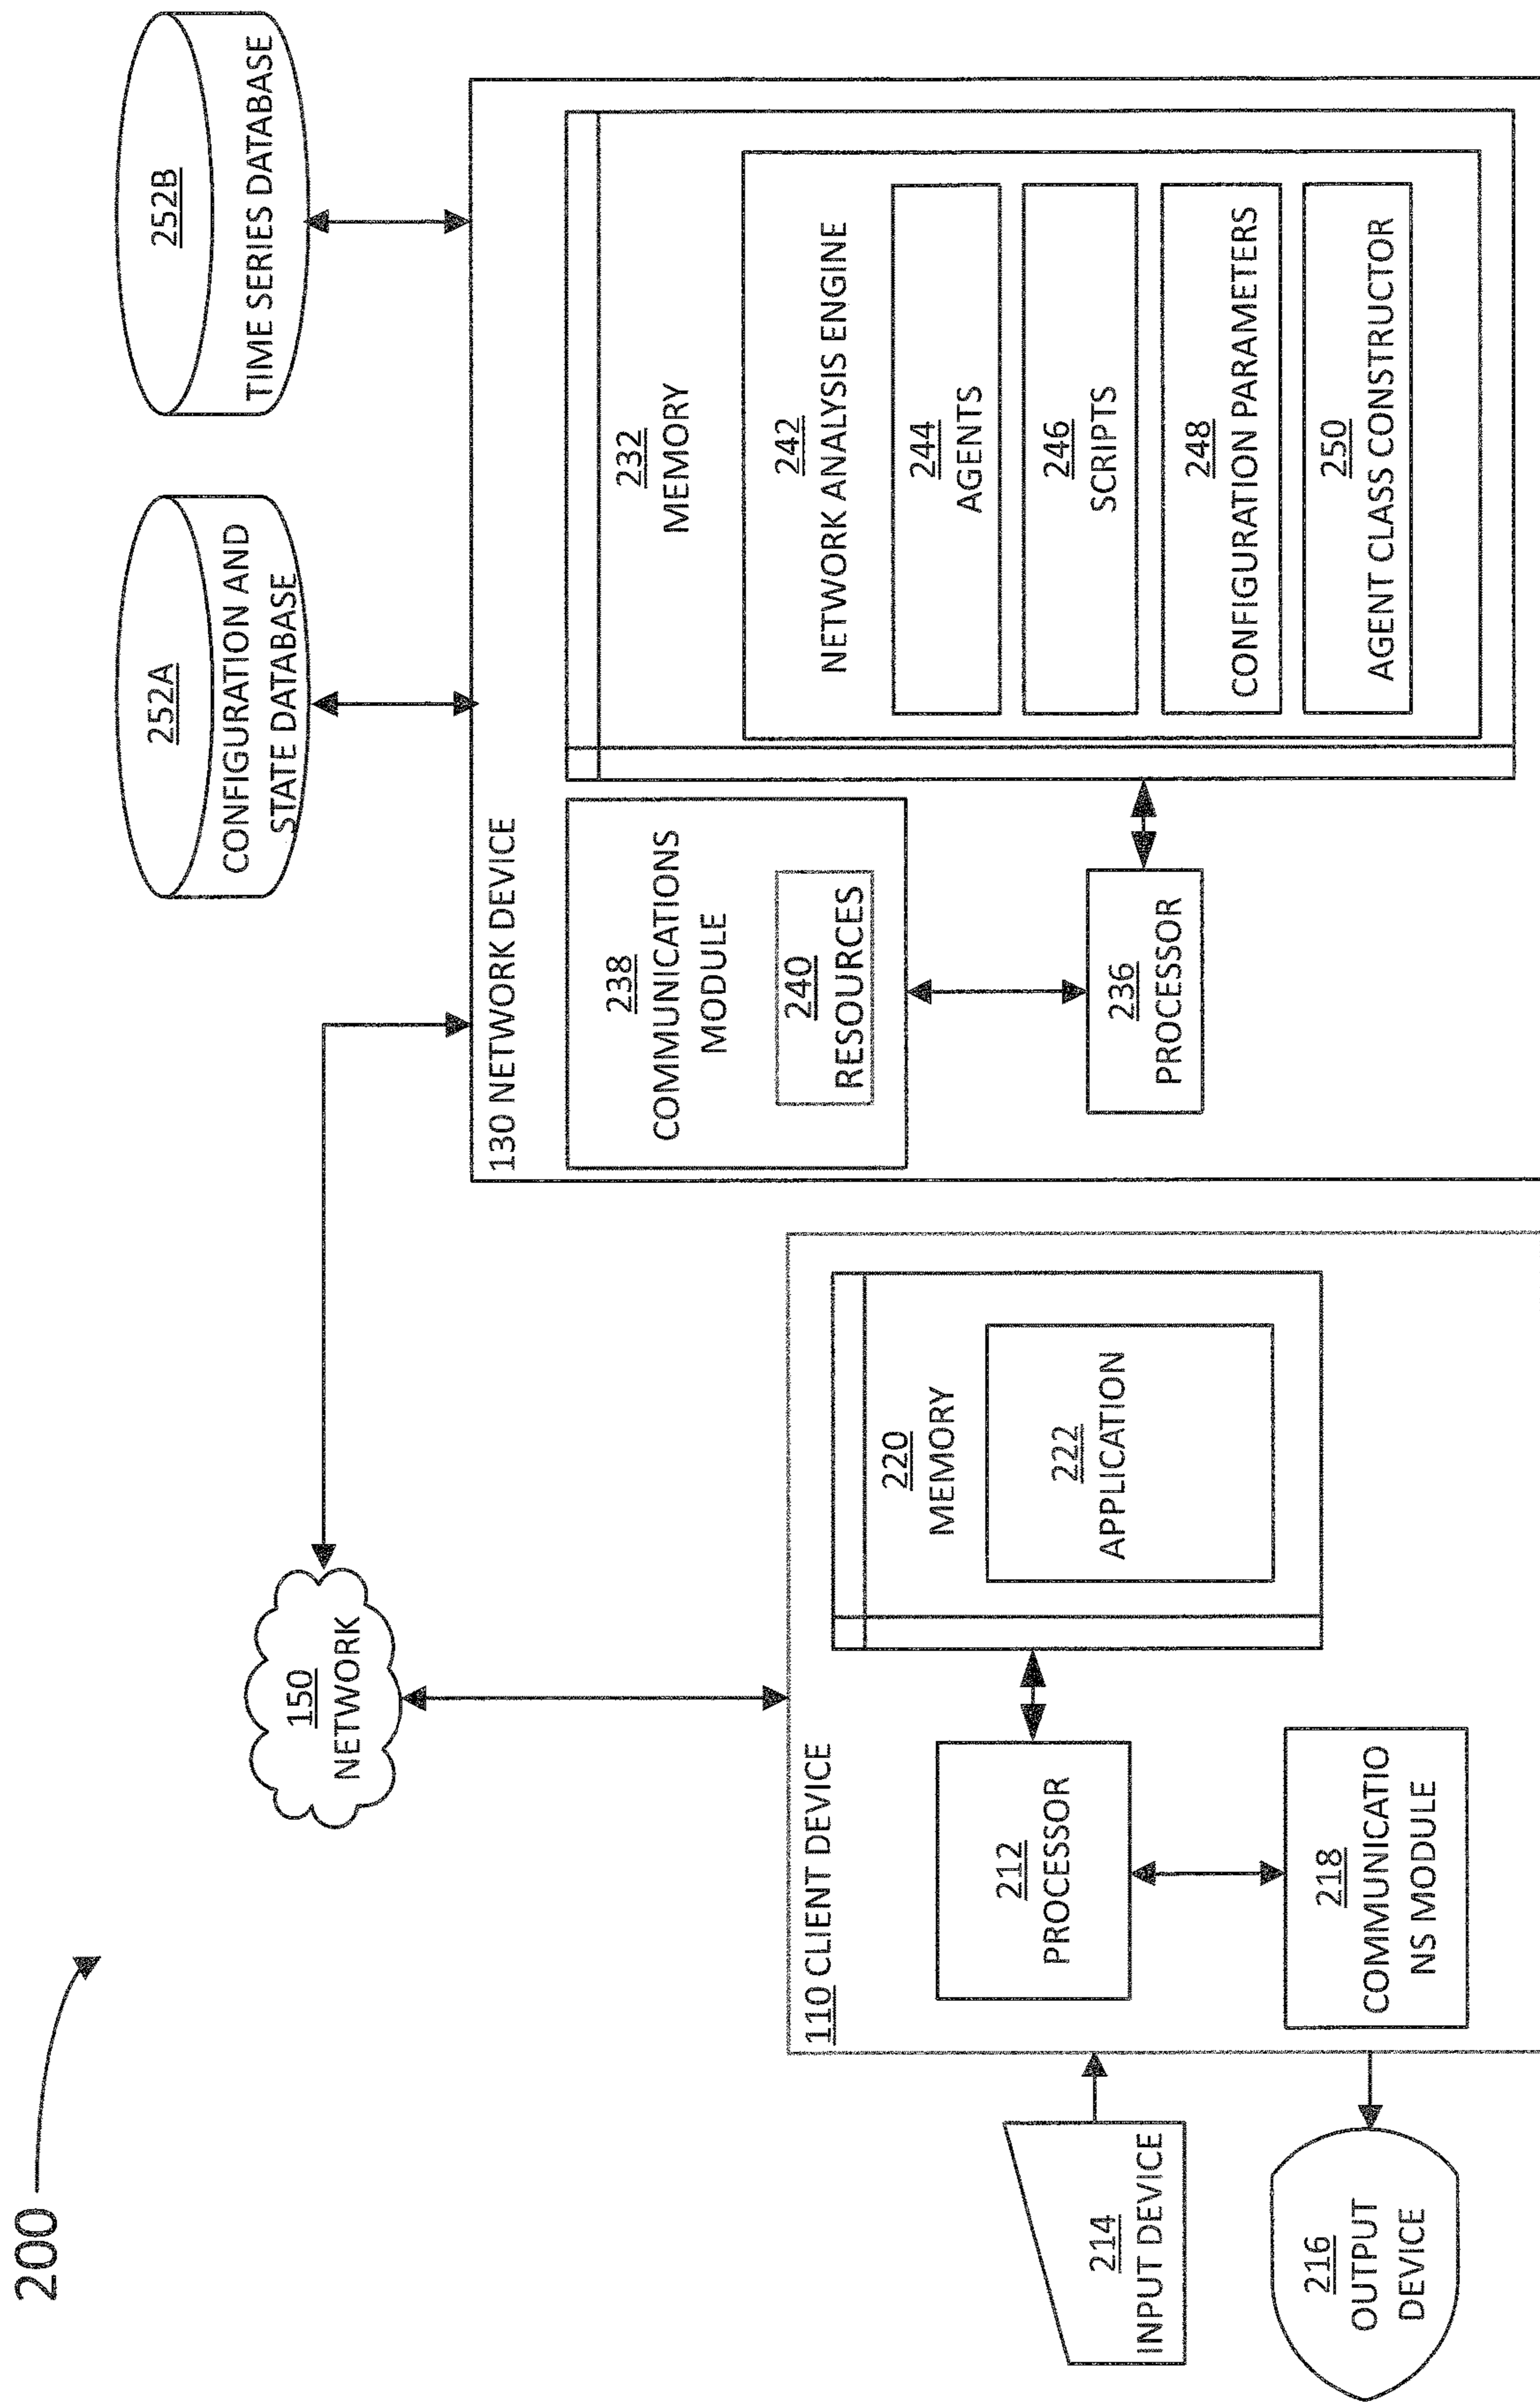 200
150
NETWORK
252A
CONFIGURATION AND
STATE DATABASE
252B
TIME SERIES DATABASE
110 CLIENT DEVICE
212
PROCESSOR
220
MEMORY
222
APPLICATION
218
COMMUNICATIO
NS MODULE
214
INPUT DEVICE
216
OUTPUT
DEVICE
130 NETWORK DEVICE
238
COMMUNICATIONS
MODULE
240
RESOURCES
236
PROCESSOR
232
MEMORY
242
NETWORK ANALYSIS ENGINE
244
AGENTS
246
SCRIPTS
248
CONFIGURATION PARAMETERS
250
AGENT CLASS CONSTRUCTOR